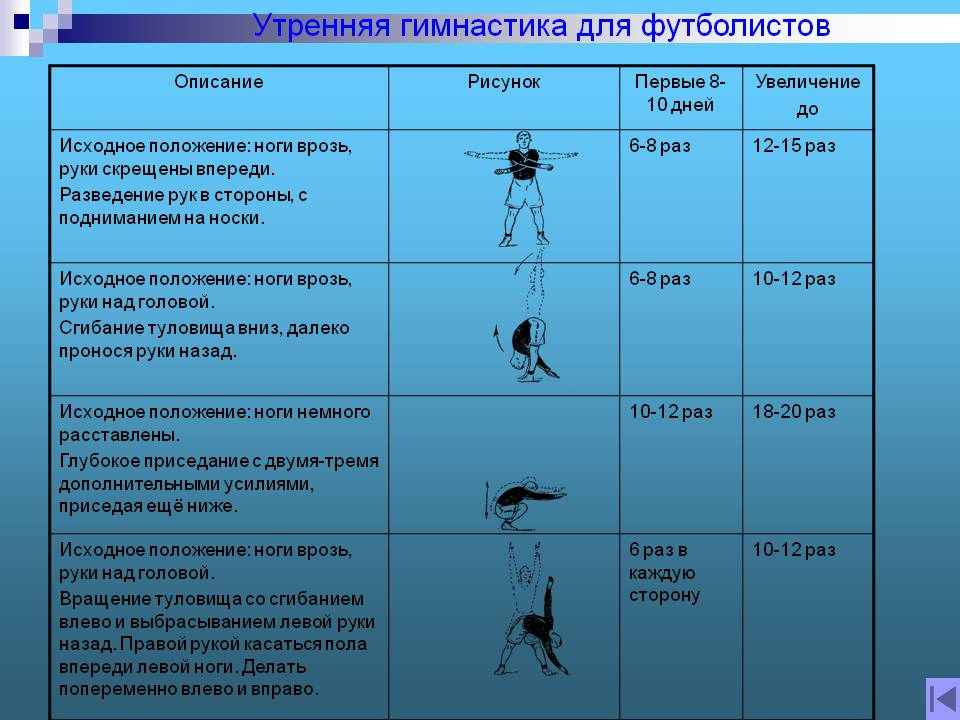 Утренняя гимнастика для футболистов
Описание
Рисунок
Первые 8-
10 дней
Увеличение
до
Исходное положение: ноги врозь,
руки скрещены впереди.
Разведение рук в стороны, с
подниманием на носки.
6-8 раз
12-15 раз
Исходное положение: ноги врозь,
руки над головой.
Сгибание туловища вниз, далеко
пронося руки назад.
6-8 раз
10-12 раз
Исходное положение: ноги немного
расставлены.
Глубокое приседание с двумя-тремя
дополнительными усилиями,
приседая ещё ниже.
10-12 раз
18-20 раз
Исходное положение: ноги врозь,
руки над головой.
Вращение туловища со сгибанием
влево и выбрасыванием левой руки
назад. Правой рукой касаться пола
впереди левой ноги. Делать
попеременно влево и вправо.
6 раз в
каждую
сторону
10-12 раз